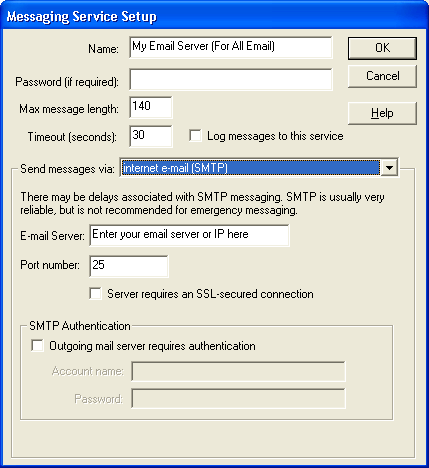 Messaging Service Setup
Name: My Email Server (For All Email)
OK
Password (if required):
Cancel
Max message length: 140
Help
Timeout (seconds): 30 Log messages to this service
Send messages via: internet e-mail (SMTP)
There may be delays associated with SMTP messaging. SMTP is usually very
reliable, but is not recommended for emergency messaging.
E-mail Server: Enter your email server or IP here
Port number: 25
Server requires an SSL-secured connection
SMTP Authentication
Outgoing mail server requires authentication
Account name:
Password: